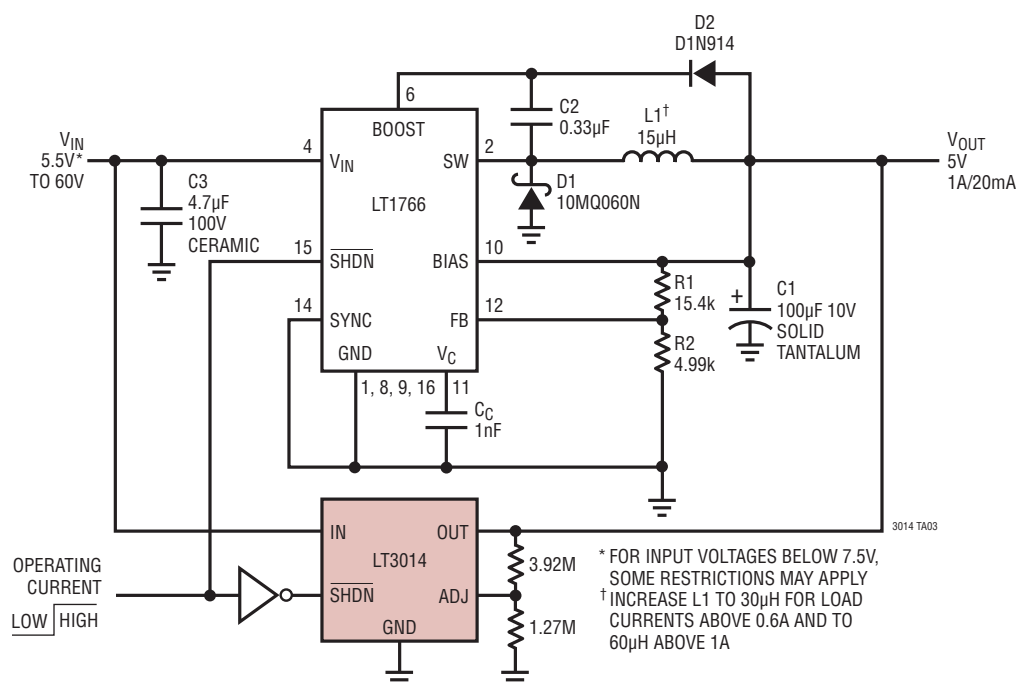 D2
D1N914
6
BOOST
C2
0.33µF
L1†
15µH
VIN
5.5V*
TO 60V
4
VIN
SW
2
VOUT
5V
1A/20mA
C3
4.7µF
100V
CERAMIC
LT1766
D1
10MQ060N
15
SHDN
BIAS
10
R1
15.4k
C1
100µF 10V
SOLID
TANTALUM
+
14
SYNC
FB
12
R2
4.99k
GND
VC
1, 8, 9, 16
11
CC
1nF
3014 TA03
IN
OUT
LT3014
3.92M
OPERATING
CURRENT
LOW HIGH
SHDN
ADJ
GND
1.27M
* FOR INPUT VOLTAGES BELOW 7.5V,
SOME RESTRICTIONS MAY APPLY
† INCREASE L1 TO 30µH FOR LOAD
CURRENTS ABOVE 0.6A AND TO
60µH ABOVE 1A